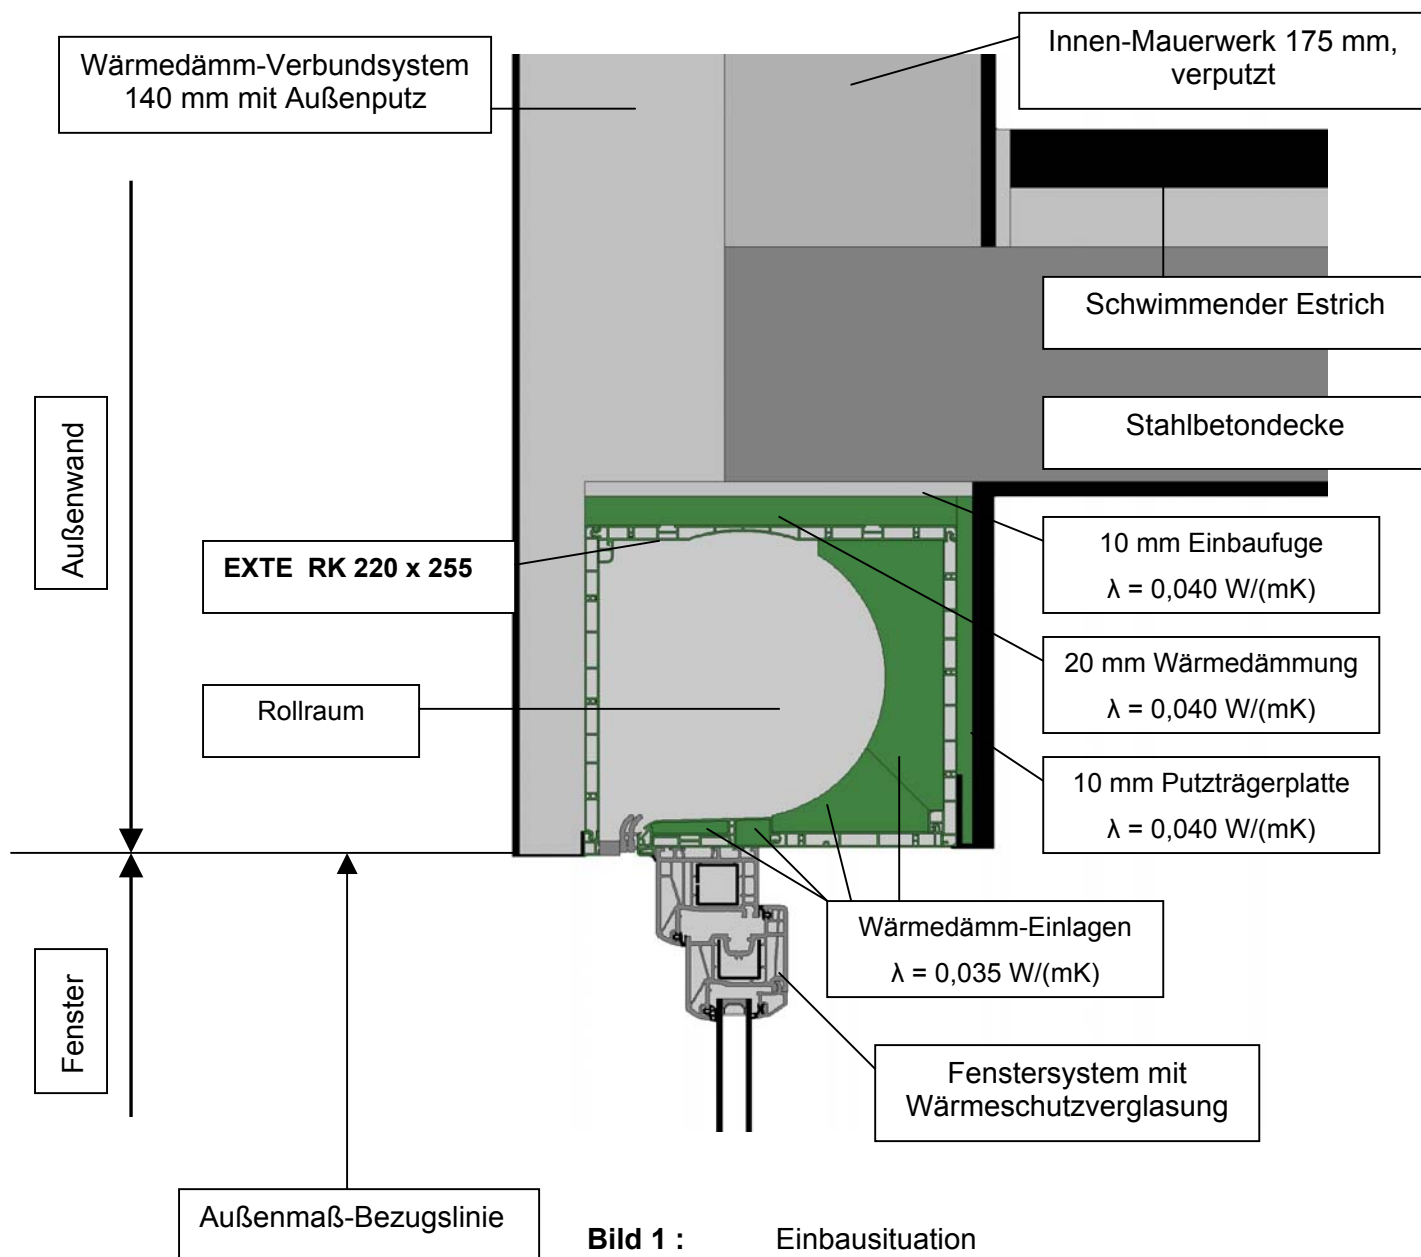 Wärmedämm-Verbundsystem
140 mm mit Außenputz
Innen-Mauerwerk 175 mm,
verputzt
Schwimmender Estrich
Stahlbetondecke
Außenwand
EXTE RK 220 x 255
10 mm Einbaufuge
λ = 0,040 W/(mK)
20 mm Wärmedämmung
λ = 0,040 W/(mK)
Rollraum
10 mm Putzträgerplatte
λ = 0,040 W/(mK)
Wärmedämm-Einlagen
λ = 0,035 W/(mK)
Fenster
Fenstersystem mit
Wärmeschutzverglasung
Außenmaß-Bezugslinie
Bild 1 : Einbausituation